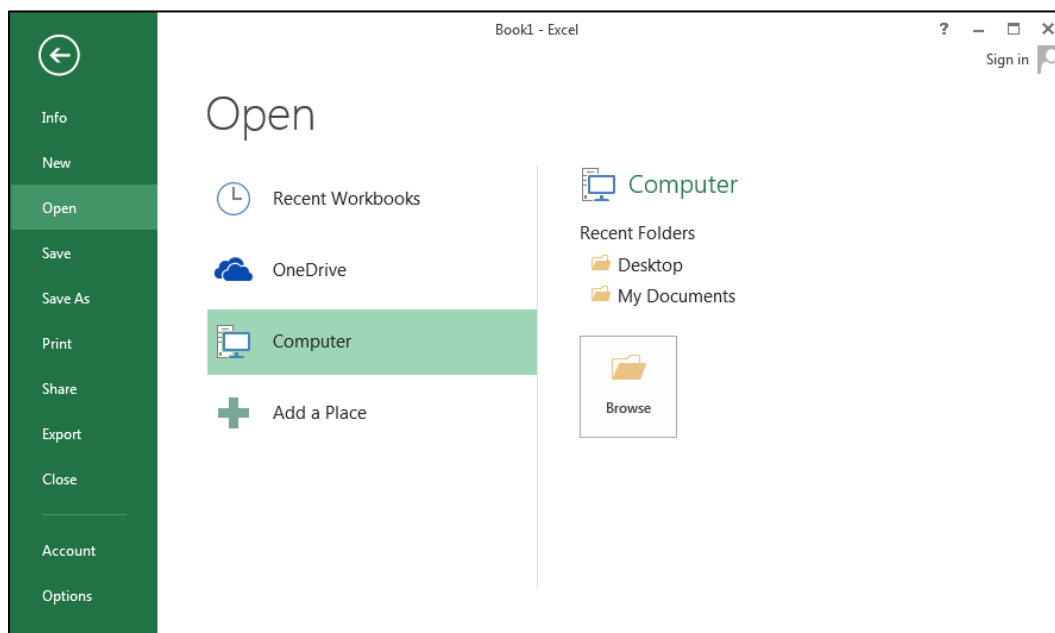 Book1 - Excel
?
Sign in
Info
New
Open
Save
Save As
Print
Share
Export
Close
Account
Options
Open
Recent Workbooks
OneDrive
Computer
Add a Place
Computer
Recent Folders
Desktop
My Documents
Browse